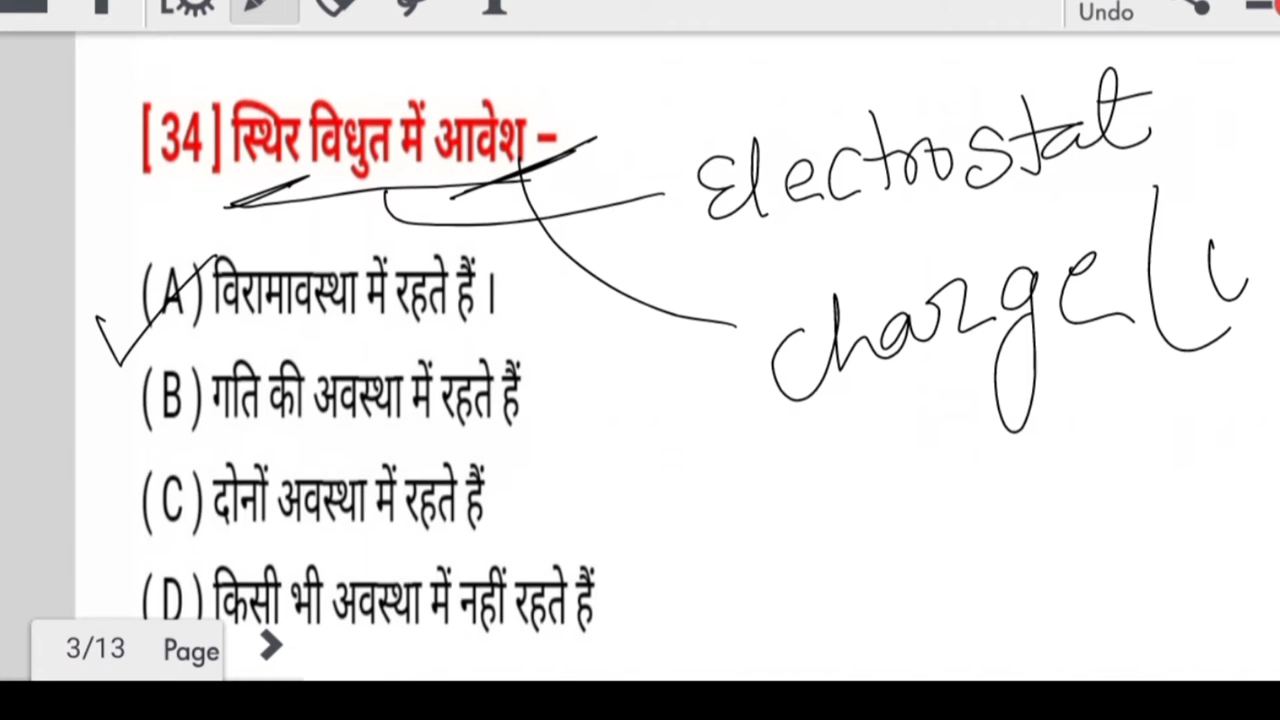 Undo
[ 34 ] स्थिर विधुत में आवेश –
Electrostat
( A ) विरामावस्था में रहते हैं ।
charge (
( B ) गति की अवस्था में रहते हैं
( C ) दोनों अवस्था में रहते हैं
( D ) किसी भी अवस्था में नहीं रहते हैं
3/13 Page